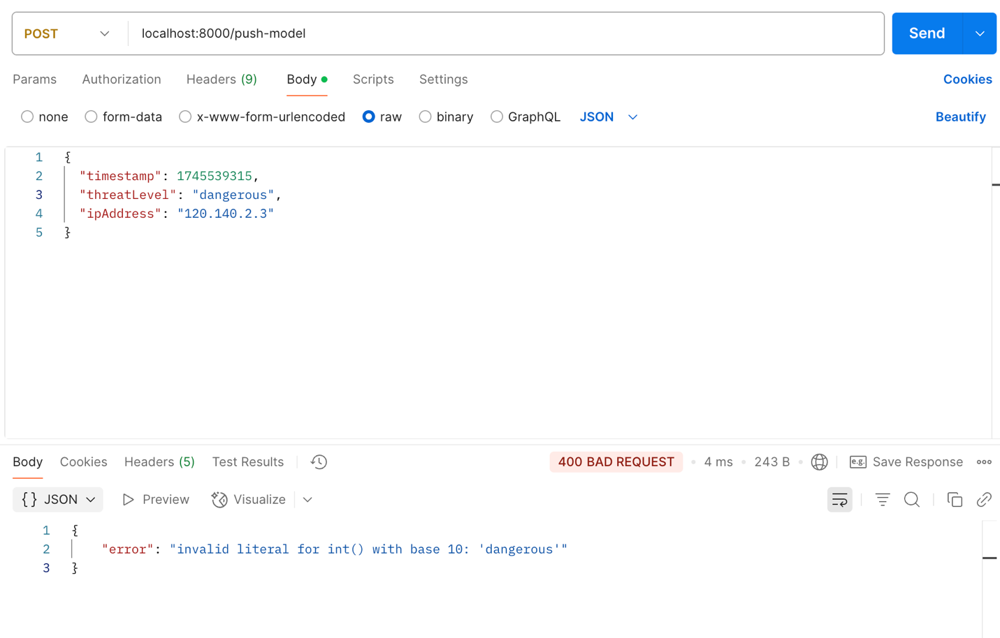 POST localhost:8000/push-model Send
Params Authorization Headers (9) Body Scripts Settings Cookies
none form-data x-www-form-urlencoded raw binary GraphQL JSON Beautify
1 {
2 "timestamp": 1745539315,
3 "threatLevel": "dangerous",
4 "ipAddress": "120.140.2.3"
5 }
Body Cookies Headers (5) Test Results 400 BAD REQUEST 4 ms 243 B e.g. Save Response
{} JSON Preview Visualize
1 {
2 "error": "invalid literal for int() with base 10: 'dangerous'"
3 }